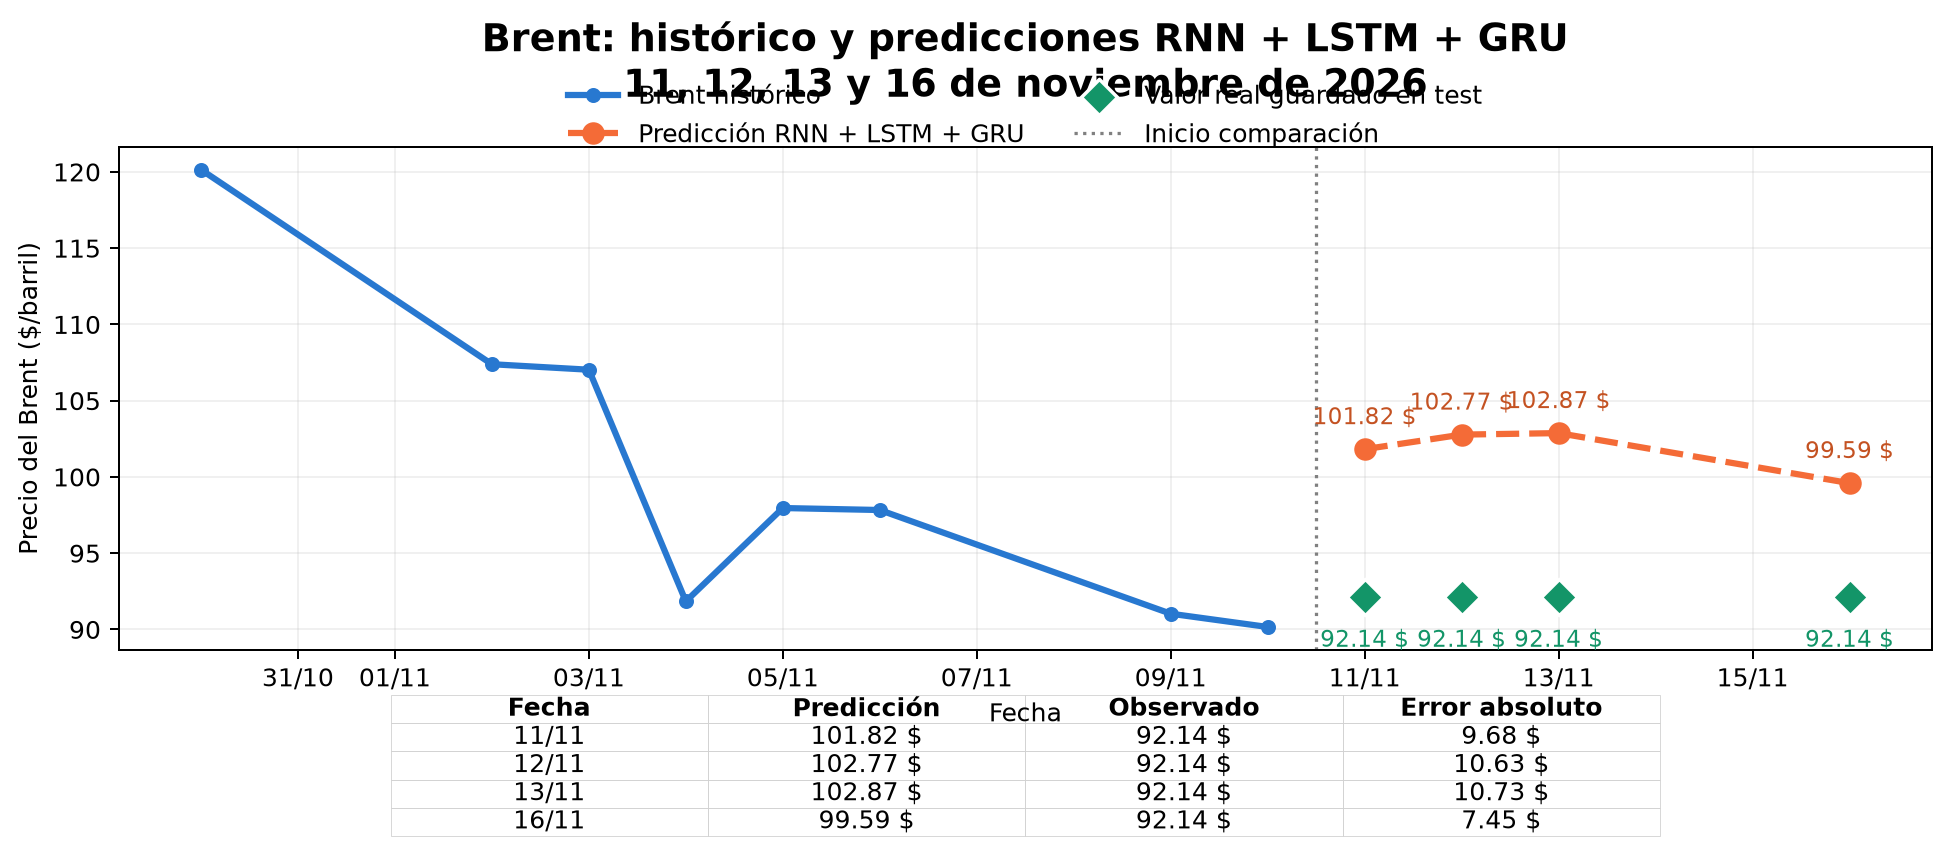 Brent: histórico y predicciones RNN + LSTM + GRU
11, 12, 13 y 16 de noviembre de 2026
Brent histórico
Valor real guardado en test
Predicción RNN + LSTM + GRU
Inicio comparación
Precio del Brent ($/barril)
120
115
110
105
100
95
90
101.82 $
102.77 $
102.87 $
99.59 $
92.14 $
92.14 $
92.14 $
92.14 $
31/10 01/11 03/11 05/11 07/11 09/11 11/11 13/11 15/11
Fecha
Fecha Predicción Observado Error absoluto
11/11 101.82 $ 92.14 $ 9.68 $
12/11 102.77 $ 92.14 $ 10.63 $
13/11 102.87 $ 92.14 $ 10.73 $
16/11 99.59 $ 92.14 $ 7.45 $